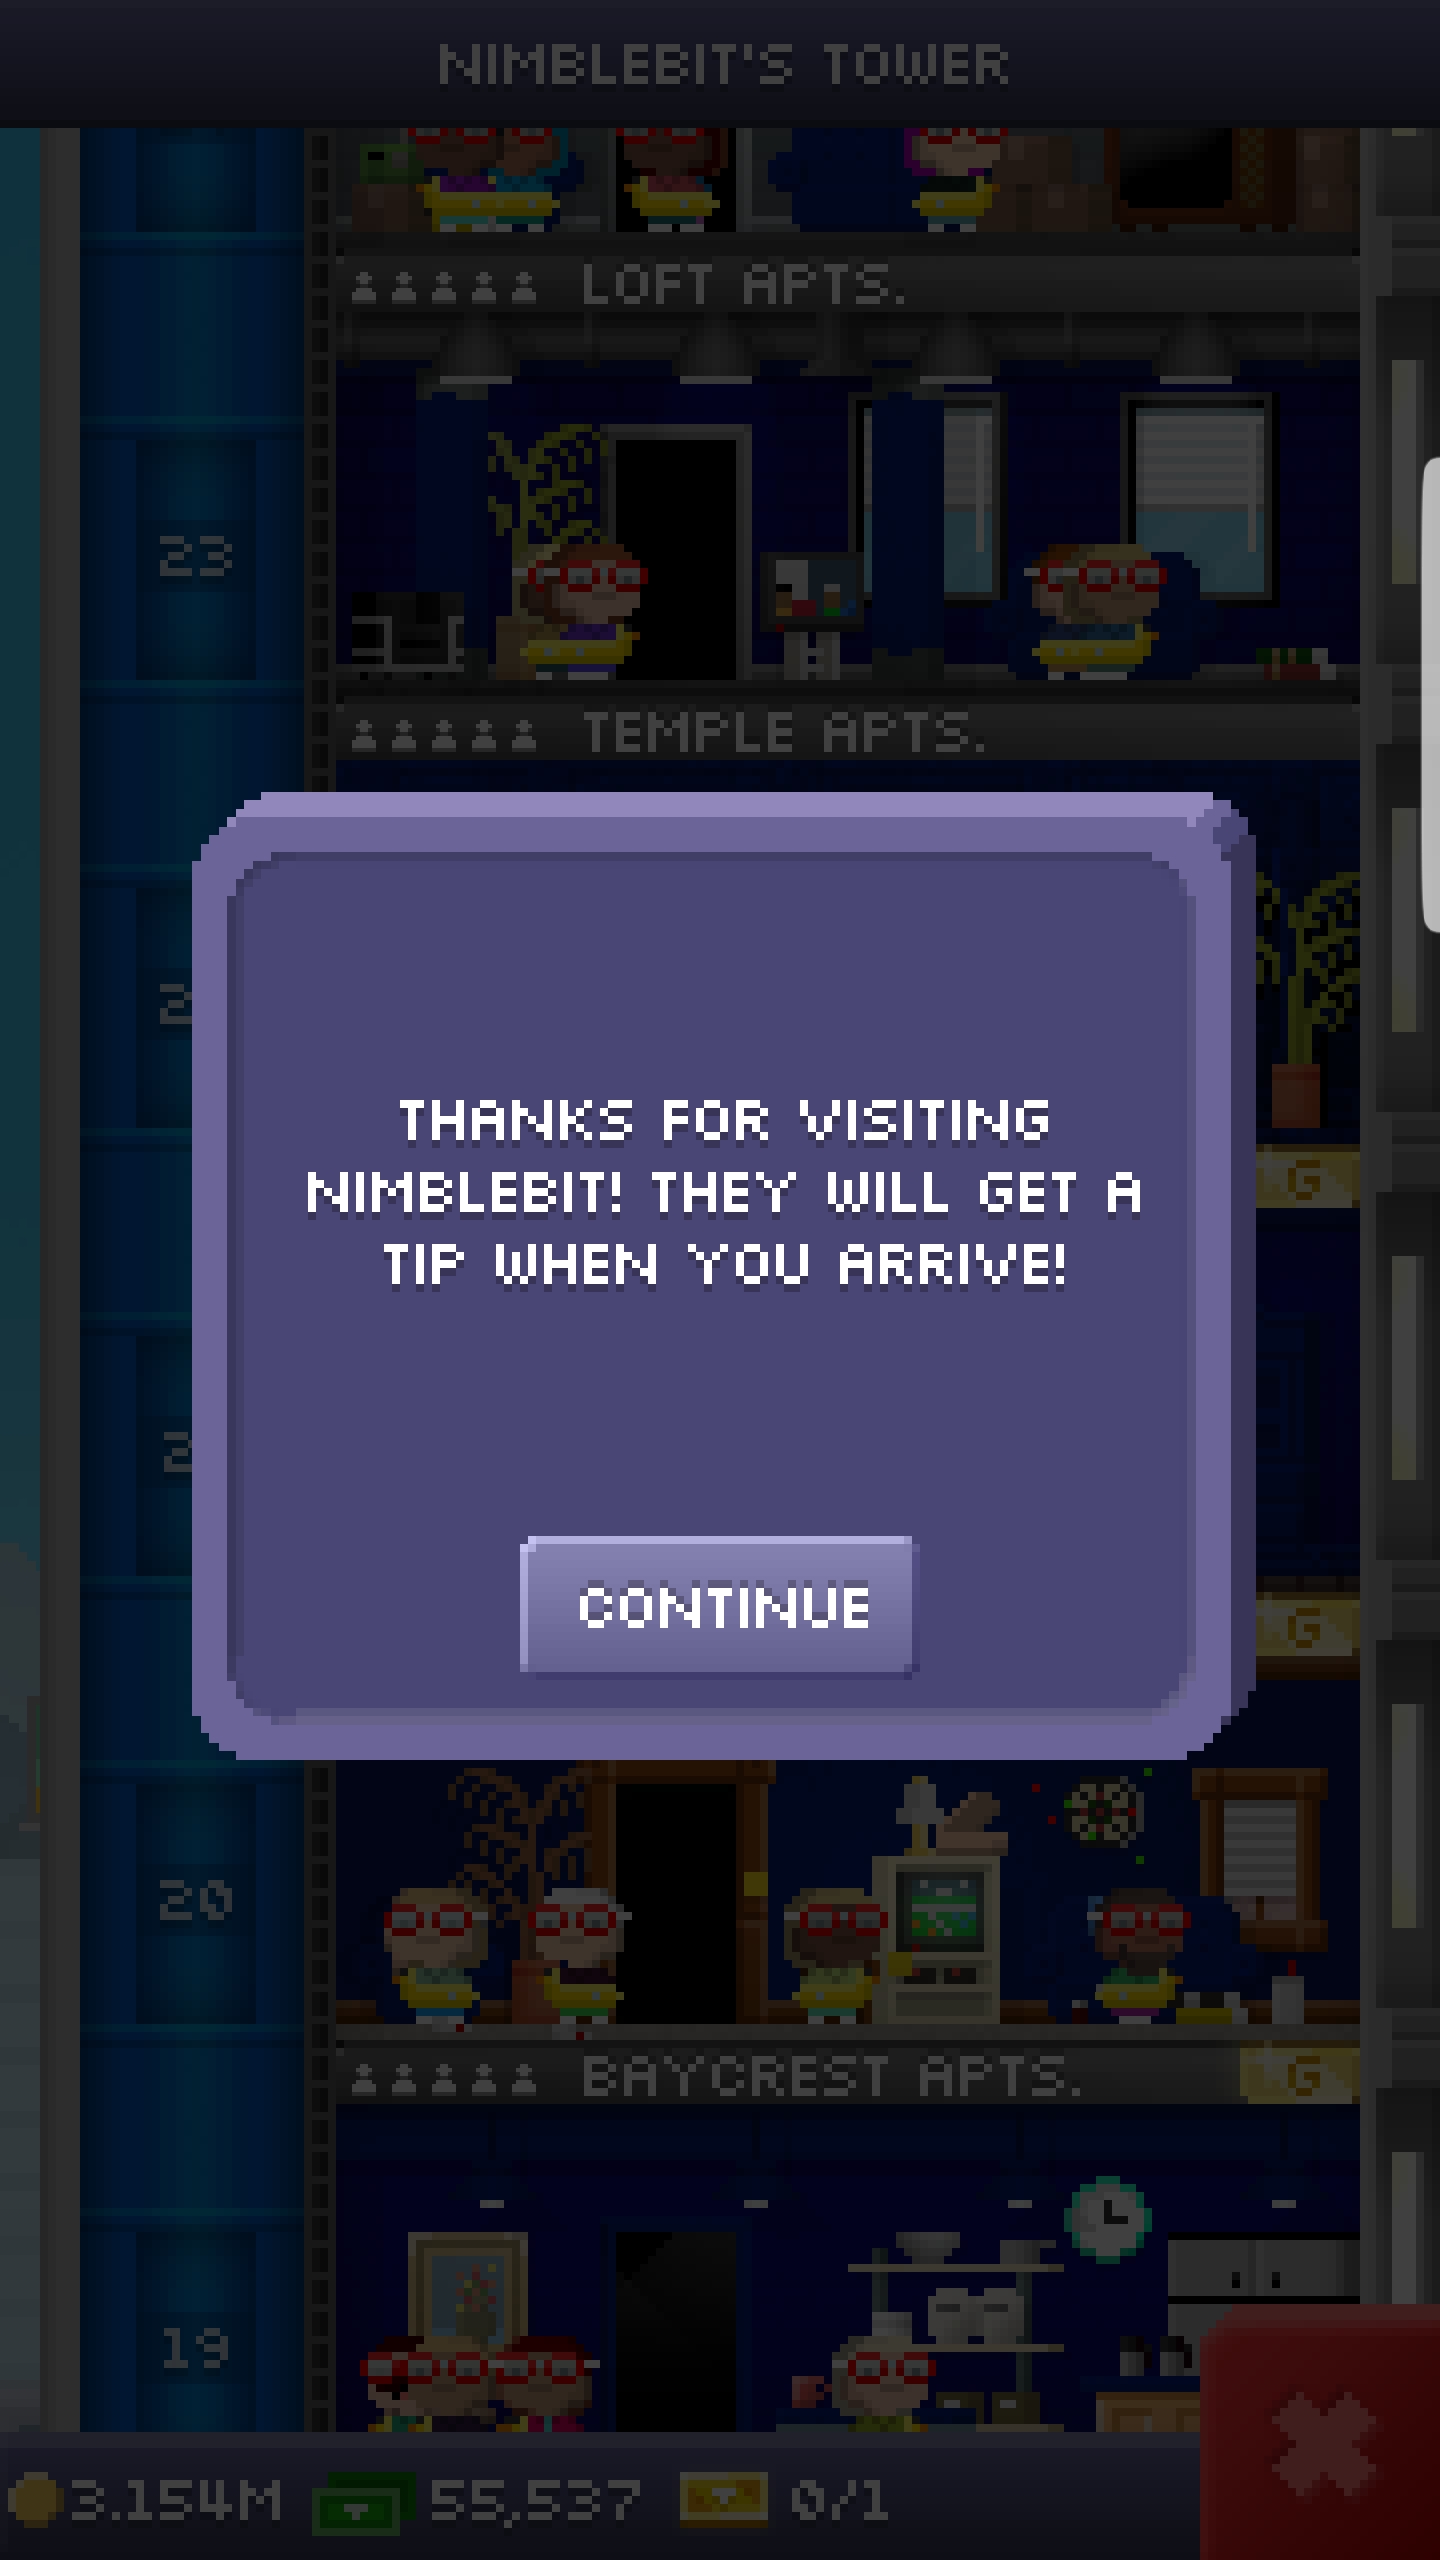 NIMBLEBIT'S TOWER
LOFT APTS.
23
TEMPLE APTS.
THANKS FOR VISITING
NIMBLEBIT! THEY WILL GET A
TIP WHEN YOU ARRIVE!
G
CONTINUE
G
20
BAYCREST APTS.
G
19
3.154M
55,537
0/1